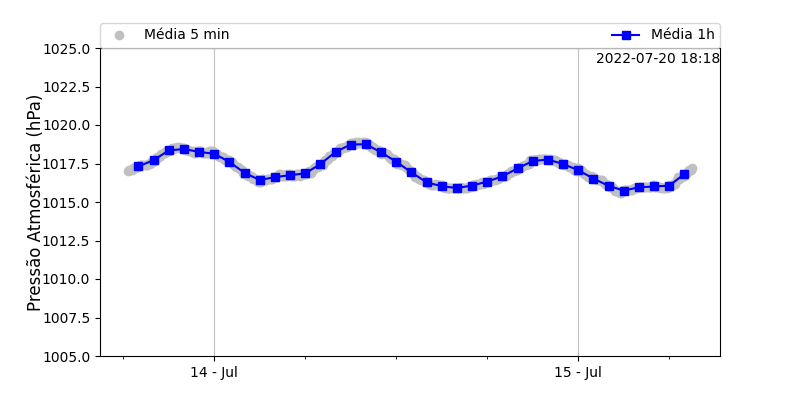 Média 5 min
Média 1h
2022-07-20 18:18
Pressão Atmosférica (hPa)
1025.0
1022.5
1020.0
1017.5
1015.0
1012.5
1010.0
1007.5
1005.0
14 - Jul
15 - Jul